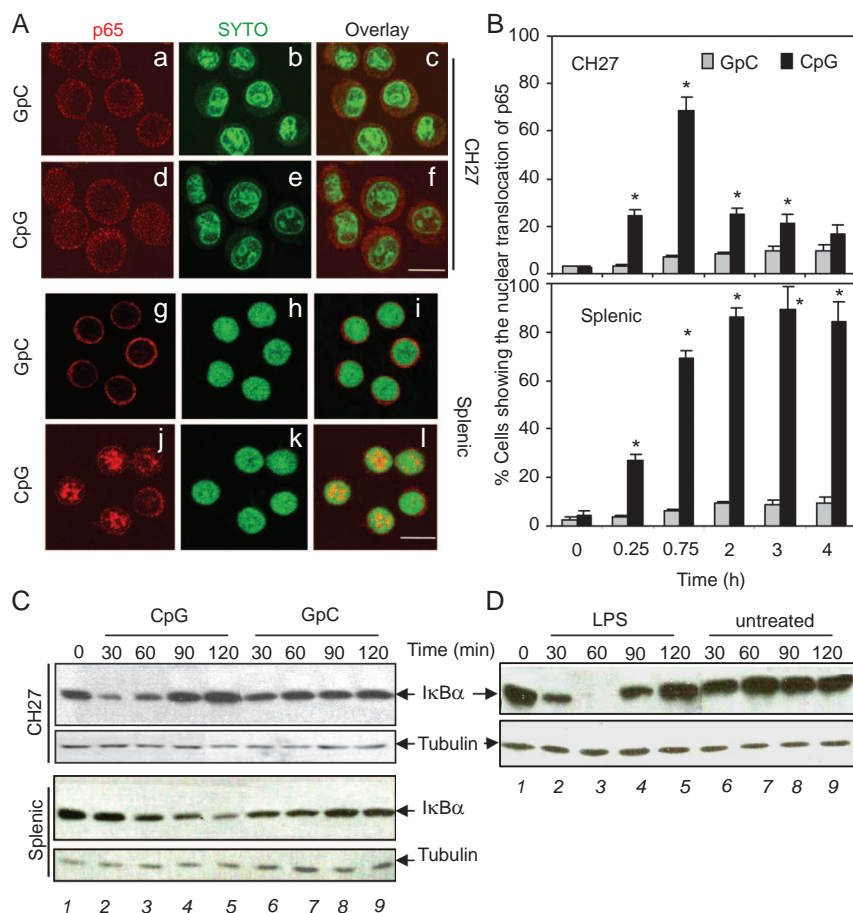 A
p65 SYTO Overlay
GpC
a b c
CpG
d e f
CH27
GpC
g h i
CpG
j k l
Splenic
B
% Cells showing the nuclear translocation of p65
100
80
60
40
20
0
CH27
GpC CpG
* * * *
100
80
60
40
20
0
Splenic
* * * * *
0 0.25 0.75 2 3 4
Time (h)
C
CpG GpC
0 30 60 90 120 30 60 90 120 Time (min)
CH27
IκBα
Tubulin
Splenic
IκBα
Tubulin
1 2 3 4 5 6 7 8 9
D
LPS untreated
0 30 60 90 120 30 60 90 120
1 2 3 4 5 6 7 8 9